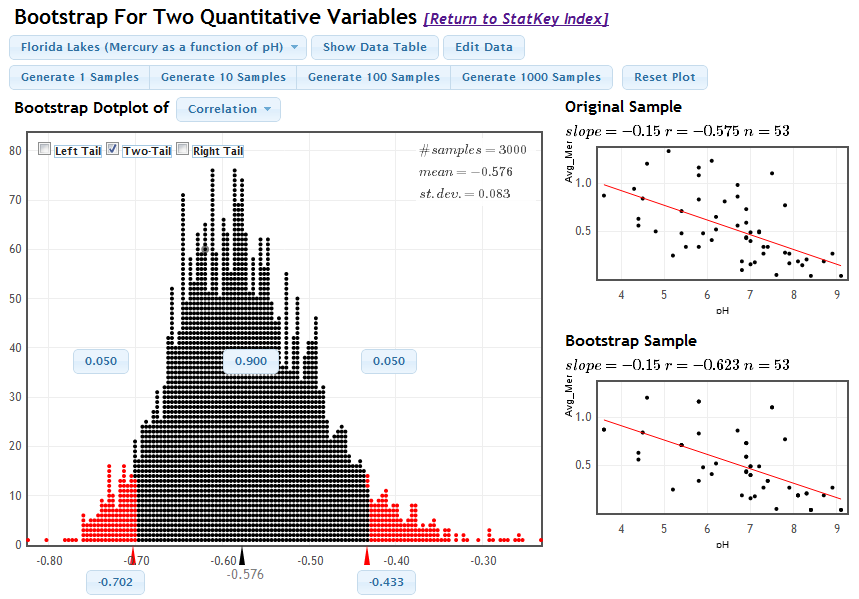 Bootstrap For Two Quantitative Variables [Return to StatKey Index]
Florida Lakes (Mercury as a function of pH) Show Data Table Edit Data
Generate 1 Samples Generate 10 Samples Generate 100 Samples Generate 1000 Samples Reset Plot
Bootstrap Dotplot of Correlation
Left Tail Two-Tail Right Tail
# samples = 3000
mean = −0.576
st.dev. = 0.083
80
70
60
50
40
30
20
10
0
0.050 0.900 0.050
-0.80 -0.70 -0.60 -0.50 -0.40 -0.30
-0.576
-0.702 -0.433
Original Sample
slope = −0.15 r = −0.575 n = 53
Avg_Mer
1.0
0.5
4 5 6 7 8 9
pH
Bootstrap Sample
slope = −0.15 r = −0.623 n = 53
Avg_Mer
1.0
0.5
4 5 6 7 8 9
pH